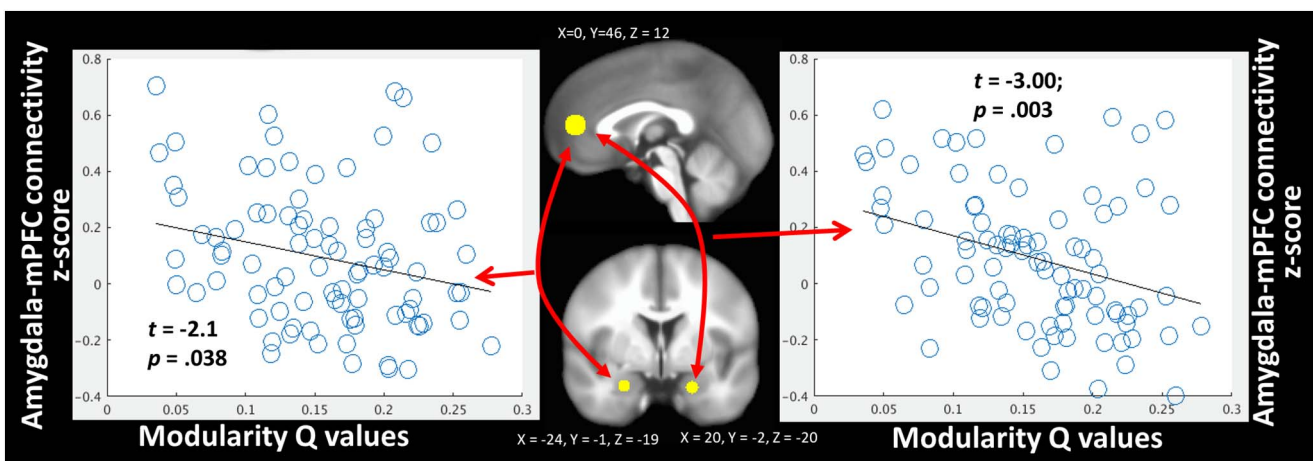 Amygdala-mPFC connectivity
z-score
0.8
0.6
0.4
0.2
0
−0.2
−0.4
t = -2.1
p = .038
0
0.05
0.1
0.15
0.2
0.25
0.3
Modularity Q values
X=0, Y=46, Z = 12
X = -24, Y = -1, Z = -19
X = 20, Y = -2, Z = -20
0.8
0.6
0.4
0.2
0
−0.2
−0.4
t = -3.00;
p = .003
0
0.05
0.1
0.15
0.2
0.25
0.3
Modularity Q values
Amygdala-mPFC connectivity
z-score